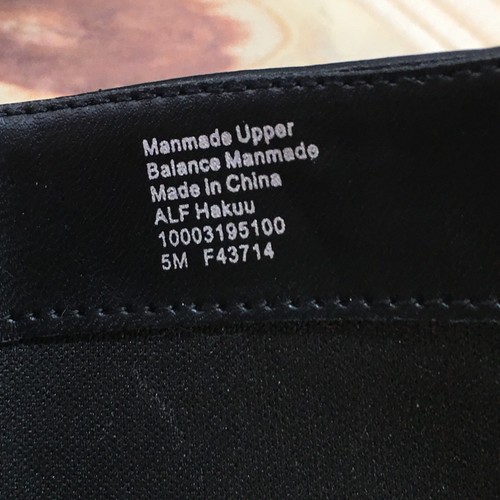 Manmade Upper
Balance Manmade
Made in China
ALF Hakuu
10003195100
5M F43714